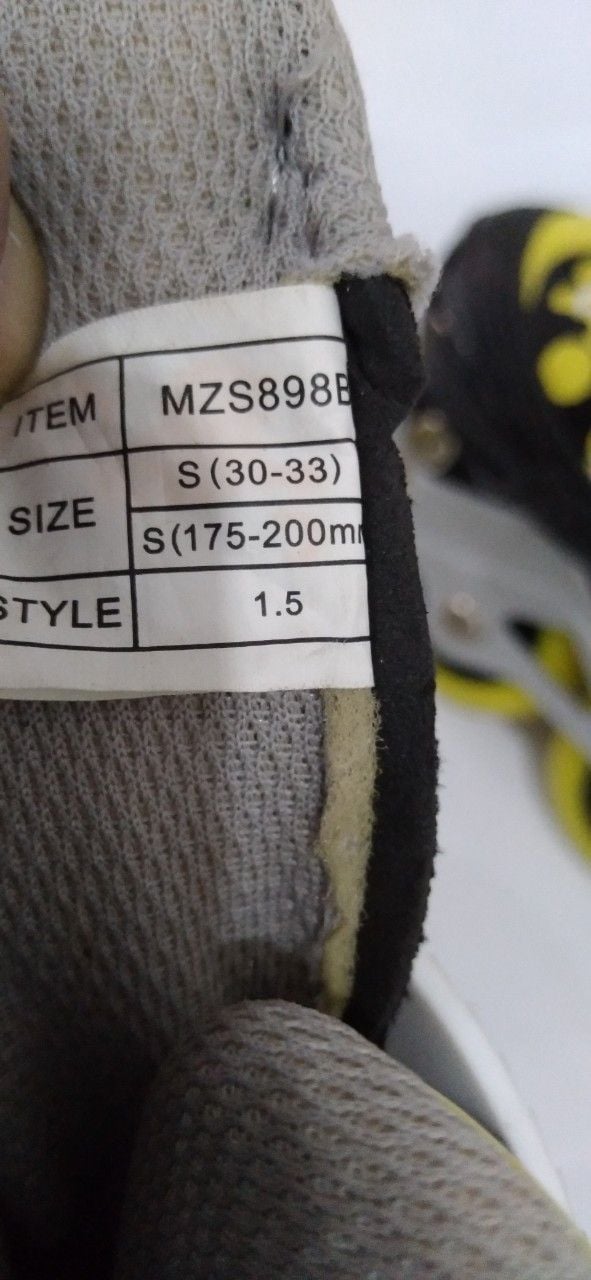 ITEM MZS898B
SIZE S(30-33)
S(175-200mm
STYLE 1.5